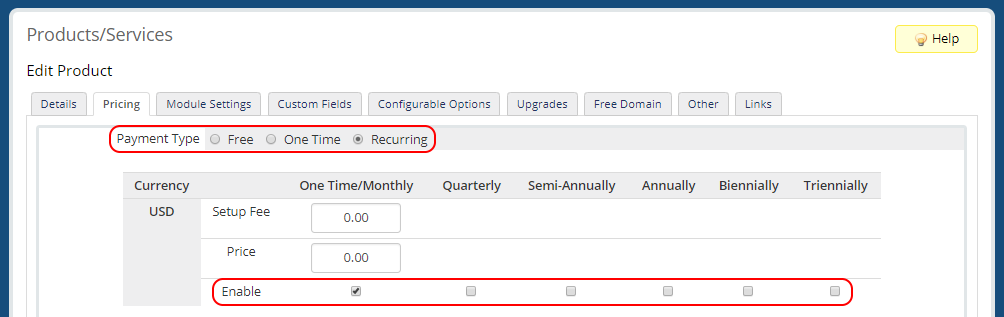 Products/Services
Help
Edit Product
Details Pricing Module Settings Custom Fields Configurable Options Upgrades Free Domain Other Links
Payment Type Free One Time Recurring
Currency One Time/Monthly Quarterly Semi-Annually Annually Biennially Triennially
USD Setup Fee 0.00
Price 0.00
Enable